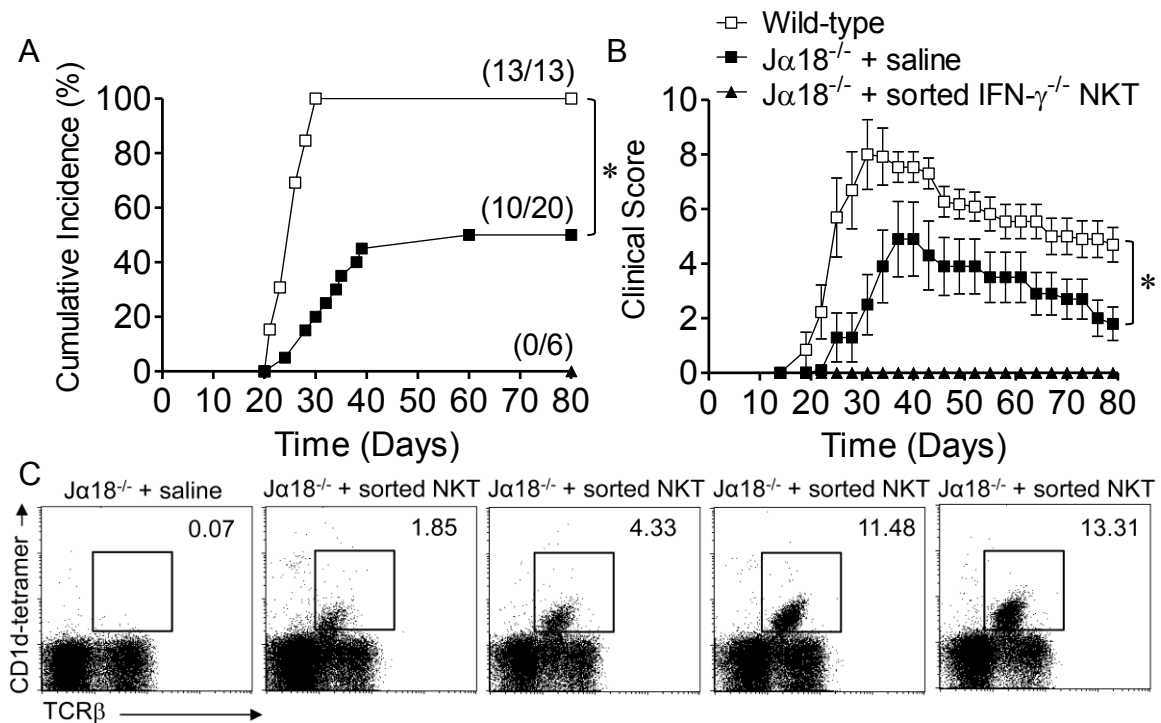 A
Cumulative Incidence (%)
100
80
60
40
20
0
(13/13)
(10/20)
(0/6)
*
0 10 20 30 40 50 60 70 80
Time (Days)
B
Wild-type
Jα18-/- + saline
Jα18-/- + sorted IFN-γ-/- NKT
Clinical Score
10
8
6
4
2
0
*
0 10 20 30 40 50 60 70 80
Time (Days)
C
Jα18-/- + saline
Jα18-/- + sorted NKT
Jα18-/- + sorted NKT
Jα18-/- + sorted NKT
Jα18-/- + sorted NKT
0.07
1.85
4.33
11.48
13.31
CD1d-tetramer
TCRβ